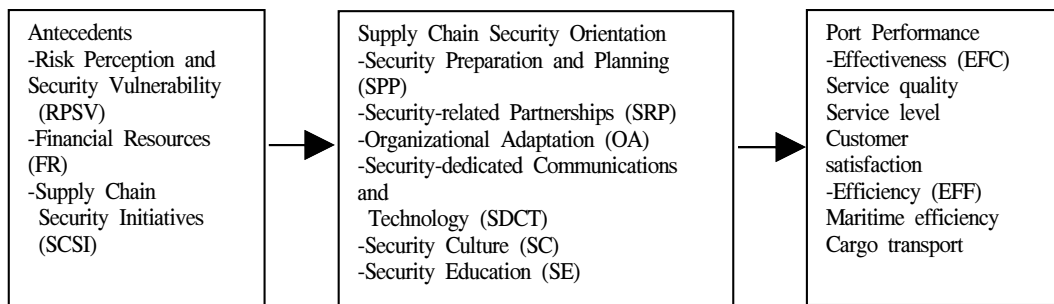 Antecedents
-Risk Perception and
Security Vulnerability
(RPSV)
-Financial Resources
(FR)
-Supply Chain
Security Initiatives
(SCSI)
Supply Chain Security Orientation
-Security Preparation and Planning
(SPP)
-Security-related Partnerships (SRP)
-Organizational Adaptation (OA)
-Security-dedicated Communications
and
Technology (SDCT)
-Security Culture (SC)
-Security Education (SE)
Port Performance
-Effectiveness (EFC)
Service quality
Service level
Customer
satisfaction
-Efficiency (EFF)
Maritime efficiency
Cargo transport